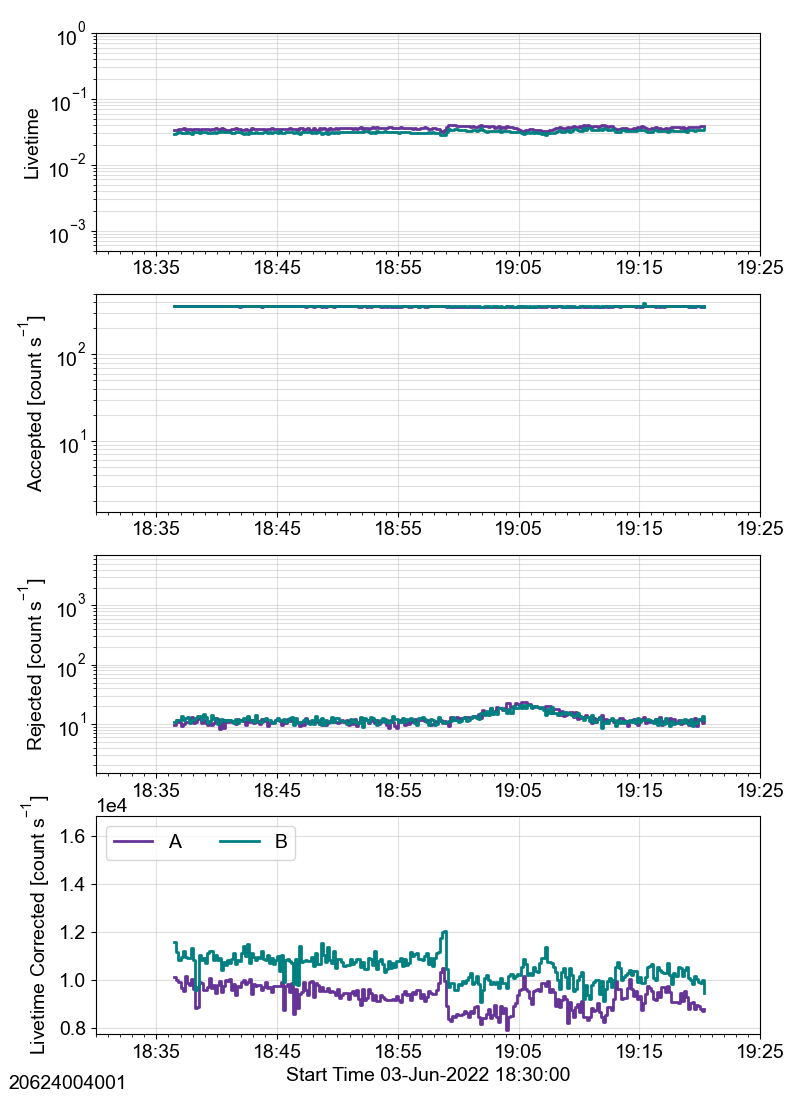 Livetime
10^0
10^−1
10^−2
10^−3
18:35 18:45 18:55 19:05 19:15 19:25
Accepted [count s^−1]
10^2
10^1
18:35 18:45 18:55 19:05 19:15 19:25
Rejected [count s^−1]
10^3
10^2
10^1
18:35 18:45 18:55 19:05 19:15 19:25
Livetime Corrected [count s^−1]
1e4
A B
1.6
1.4
1.2
1.0
0.8
18:35 18:45 18:55 19:05 19:15 19:25
Start Time 03-Jun-2022 18:30:00
20624004001